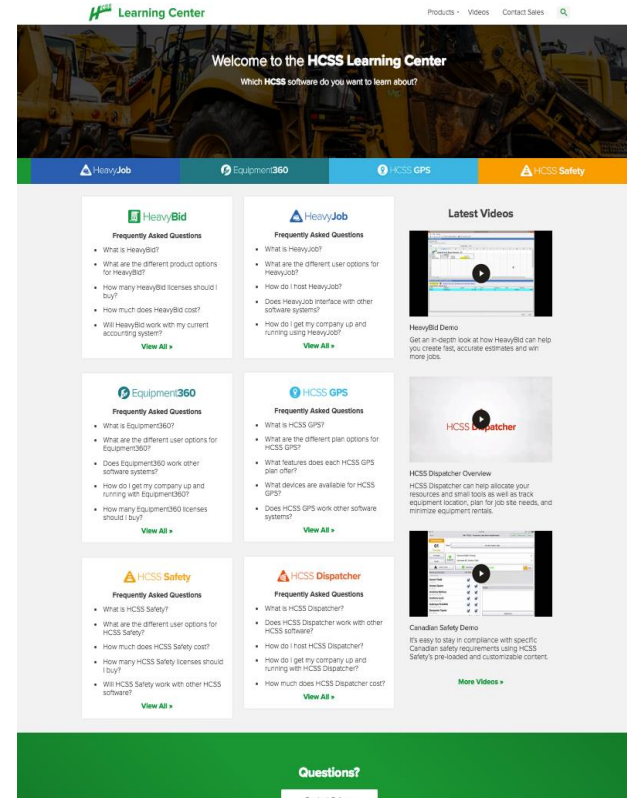 HCSS Learning Center
Products Videos Contact Sales
Welcome to the HCSS Learning Center
Which HCSS software do you want to learn about?
HeavyJob
Equipment360
HCSS GPS
HCSS Safety
HeavyBid
Frequently Asked Questions
What is HeavyBid?
What are the different product options
for HeavyBid?
How many HeavyBid licenses should I
buy?
How much does HeavyBid cost?
Will HeavyBid work with my current
accounting system?
View All »
HeavyJob
Frequently Asked Questions
What is HeavyJob?
What are the different user options for
HeavyJob?
How do I host HeavyJob?
Does HeavyJob interface with other
software systems?
How do I get my company up and
running using HeavyJob?
View All »
Equipment360
Frequently Asked Questions
What is Equipment360?
What are the different user options for
Equipment360?
Does Equipment360 work other
software systems?
How do I get my company up and
running with Equipment360?
How many Equipment360 licenses
should I buy?
View All »
HCSS GPS
Frequently Asked Questions
What is HCSS GPS?
What are the different plan options for
HCSS GPS?
What features does each HCSS GPS
plan offer?
What devices are available for HCSS
GPS?
Does HCSS GPS work other software
systems?
View All »
HCSS Safety
Frequently Asked Questions
What is HCSS Safety?
What are the different user options for
HCSS Safety?
How much does HCSS Safety cost?
How many HCSS Safety licenses should
I buy?
Will HCSS Safety work with other HCSS
software?
View All »
HCSS Dispatcher
Frequently Asked Questions
What is HCSS Dispatcher?
Does HCSS Dispatcher work with other
HCSS software?
How do I host HCSS Dispatcher?
How do I get my company up and
running with HCSS Dispatcher?
How much does HCSS Dispatcher cost?
View All »
Latest Videos
HeavyBid Demo
Get an in-depth look at how HeavyBid can help
you create fast, accurate estimates and win
more jobs.
HCSS Dispatcher
HCSS Dispatcher Overview
HCSS Dispatcher can help allocate your
resources and small tools as well as track
equipment location, plan for job site needs, and
minimize equipment rentals.
Canadian Safety Demo
It's easy to stay in compliance with specific
Canadian safety requirements using HCSS
Safety's pre-loaded and customizable content.
More Videos »
Questions?